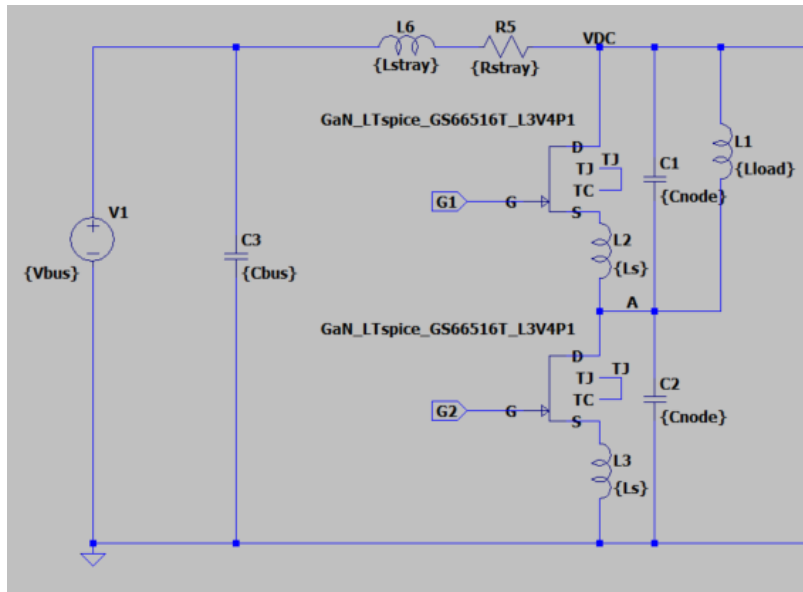 L6
{Lstray}
R5
{Rstray}
VDC
GaN_LTspice_GS66516T_L3V4P1
D
TJ
TJ
TC
G1
G
S
C1
{Cnode}
L1
{Lload}
V1
{Vbus}
C3
{Cbus}
L2
{Ls}
A
GaN_LTspice_GS66516T_L3V4P1
D
TJ
TJ
TC
G2
G
S
C2
{Cnode}
L3
{Ls}